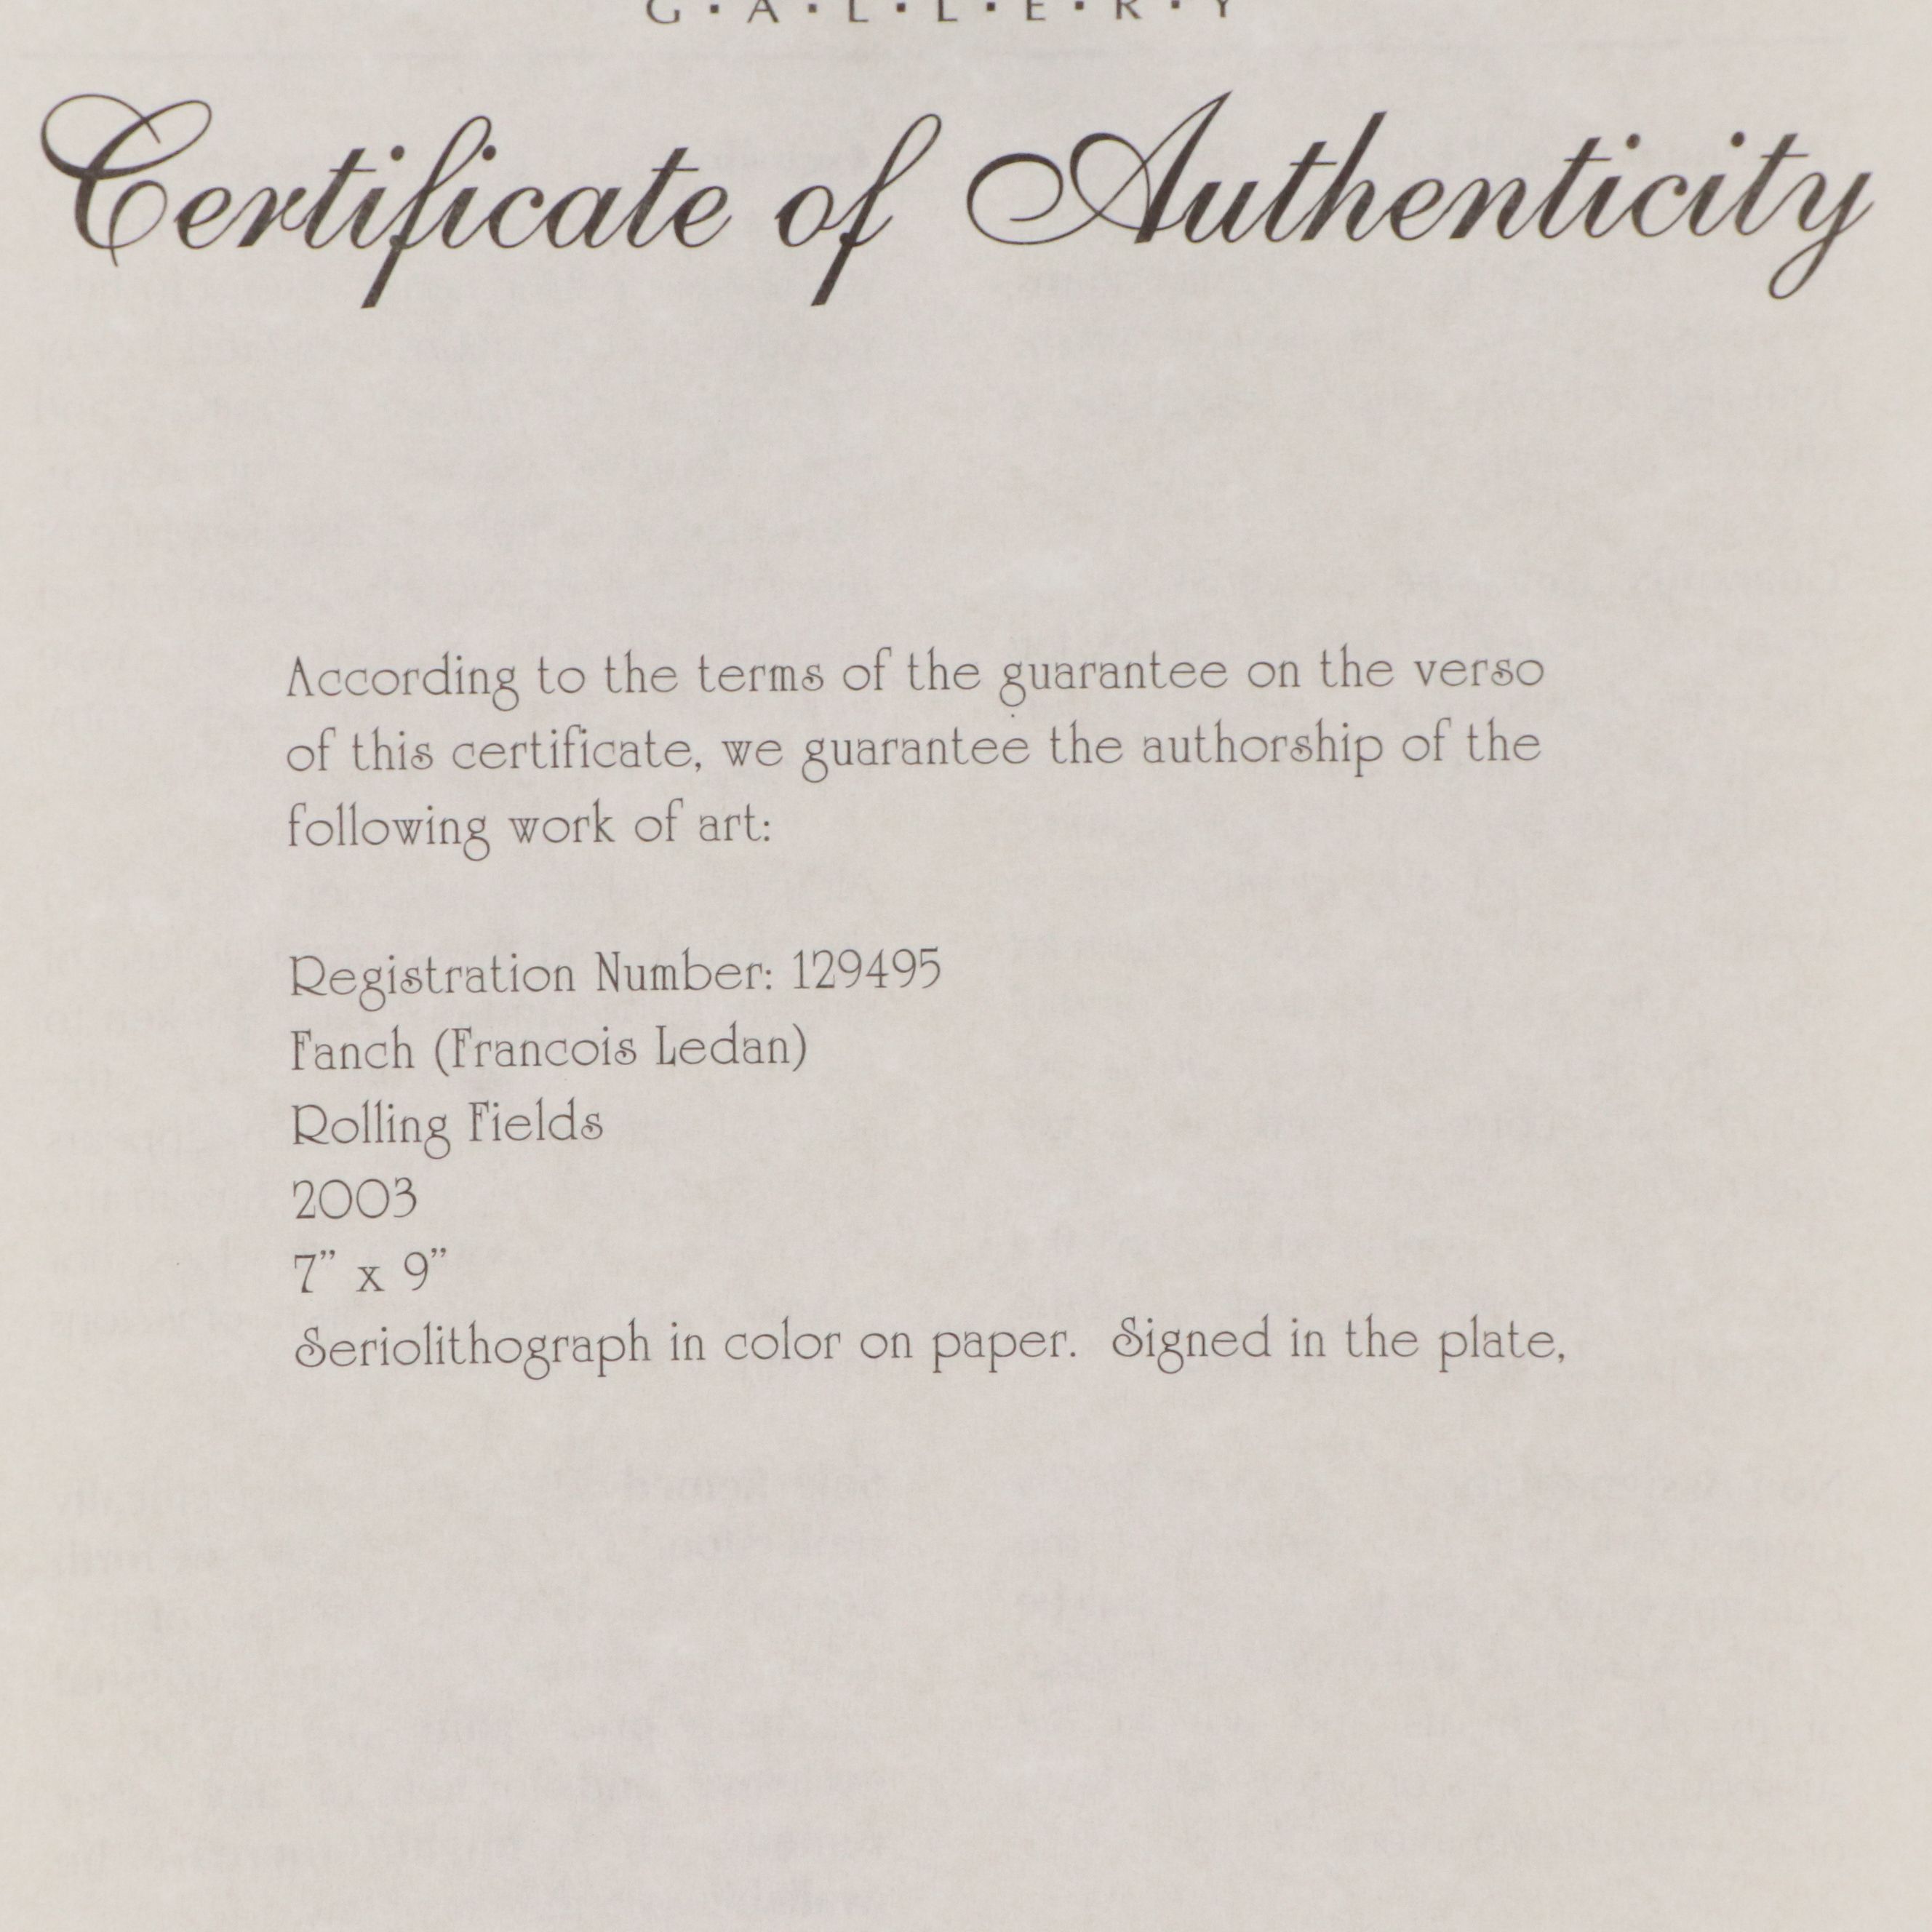 G·A·L·L·E·R·Y
Certificate of Authenticity
According to the terms of the guarantee on the verso
of this certificate, we guarantee the authorship of the
following work of art:
Registration Number: 129495
Fanch (Francois Ledan)
Rolling Fields
2003
7” x 9”
Seriolithograph in color on paper. Signed in the plate,